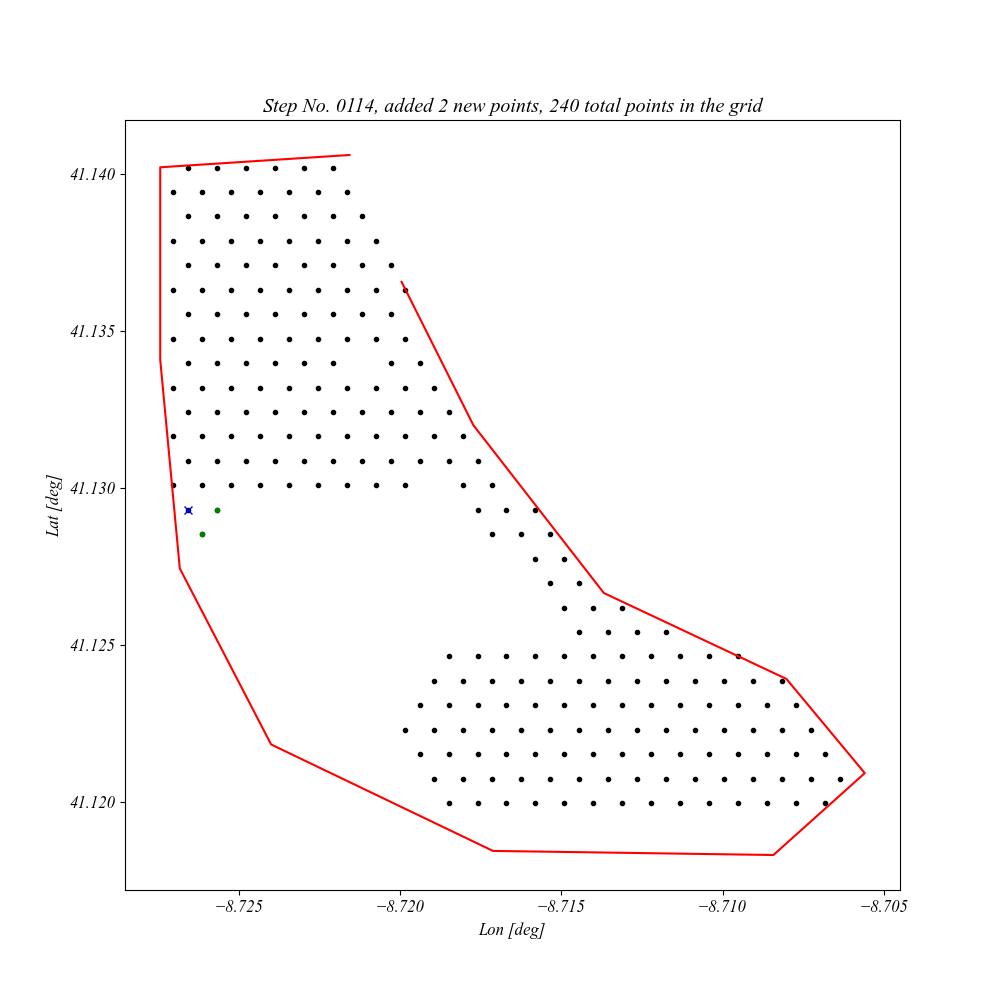 Step No. 0114, added 2 new points, 240 total points in the grid
41.140
41.135
41.130
41.125
41.120
Lat [deg]
−8.725 −8.720 −8.715 −8.710 −8.705
Lon [deg]